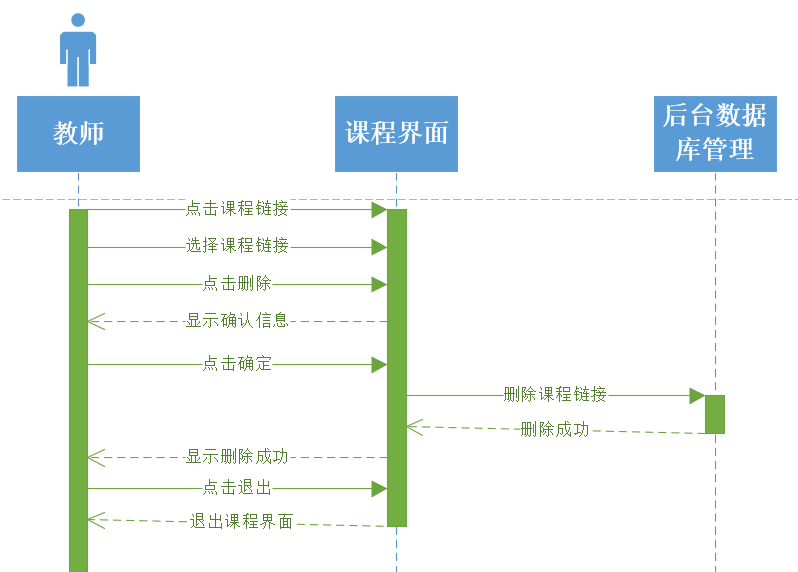 教师
课程界面
后台数据
库管理
点击课程链接
选择课程链接
点击删除
显示确认信息
点击确定
删除课程链接
删除成功
显示删除成功
点击退出
退出课程界面